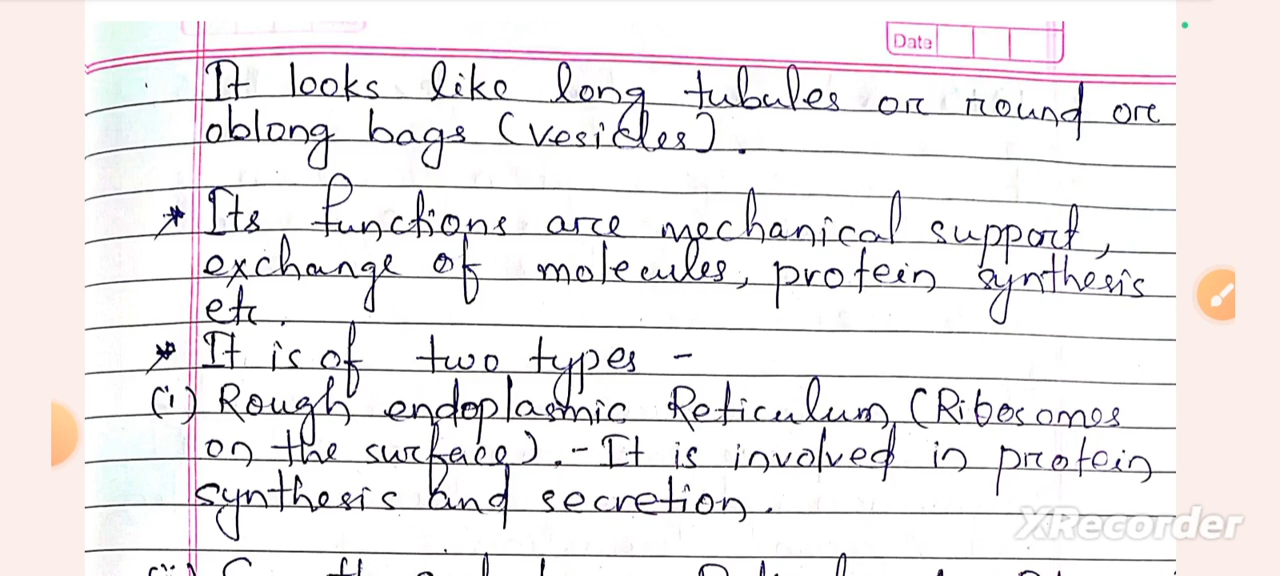 Date
It looks like long tubules or round or
oblong bags (vesicles).
* Its functions are mechanical support,
exchange of molecules, protein synthesis
etc.
* It is of two types -
(i) Rough endoplasmic Reticulum (Ribosomes
on the surface). - It is involved in protein
synthesis and secretion.
XRecorder